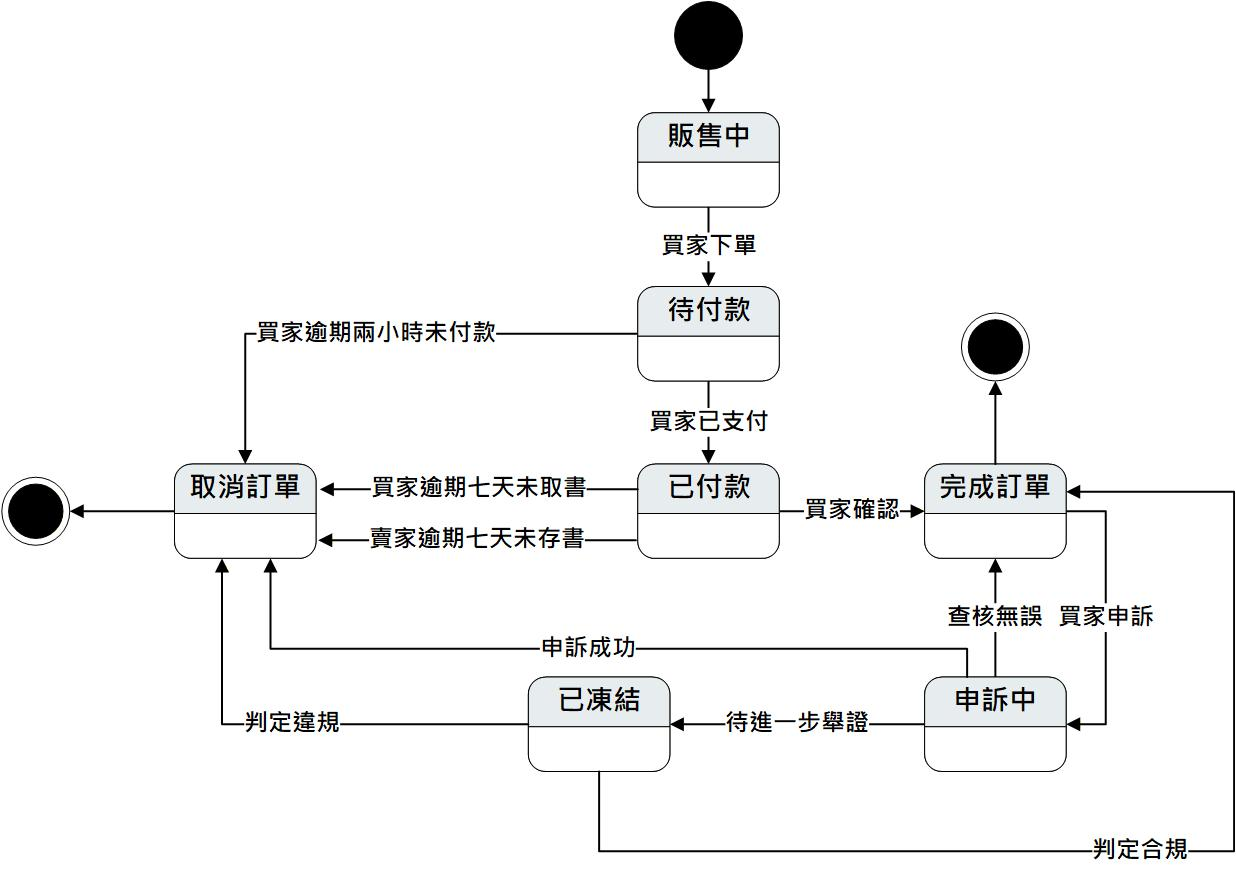 販售中
買家下單
待付款
買家逾期兩小時未付款
買家已支付
取消訂單
買家逾期七天未取書
已付款
買家確認
完成訂單
賣家逾期七天未存書
查核無誤
買家申訴
申訴成功
已凍結
申訴中
判定違規
待進一步舉證
判定合規